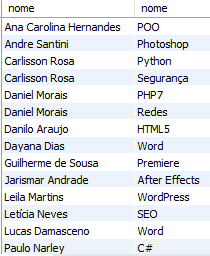 nome nome
Ana Carolina Hernandes POO
Andre Santini Photoshop
Carlisson Rosa Python
Carlisson Rosa Segurança
Daniel Morais PHP7
Daniel Morais Redes
Danilo Araujo HTML5
Dayana Dias Word
Guilherme de Sousa Premiere
Jarismar Andrade After Effects
Leila Martins WordPress
Letícia Neves SEO
Lucas Damasceno Word
Paulo Narley C#